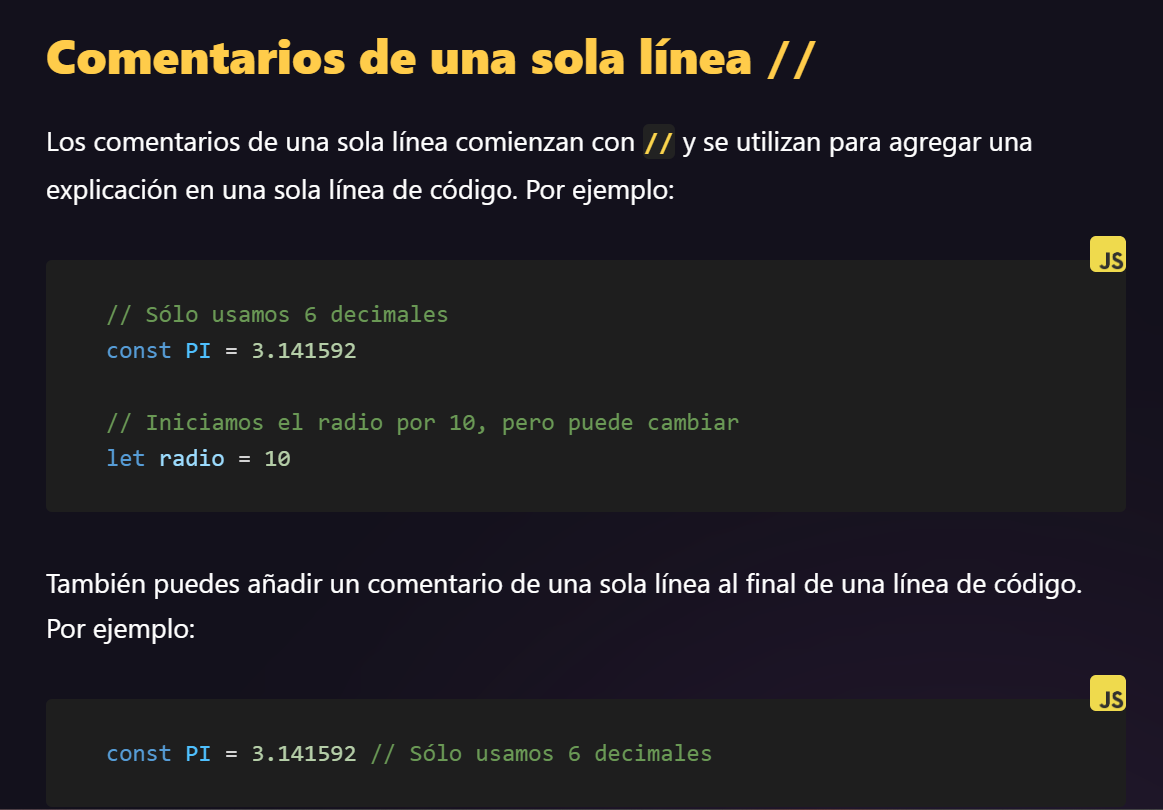 Comentarios de una sola línea //
Los comentarios de una sola línea comienzan con // y se utilizan para agregar una
explicación en una sola línea de código. Por ejemplo:
JS
// Sólo usamos 6 decimales
const PI = 3.141592
// Iniciamos el radio por 10, pero puede cambiar
let radio = 10
También puedes añadir un comentario de una sola línea al final de una línea de código.
Por ejemplo:
JS
const PI = 3.141592 // Sólo usamos 6 decimales